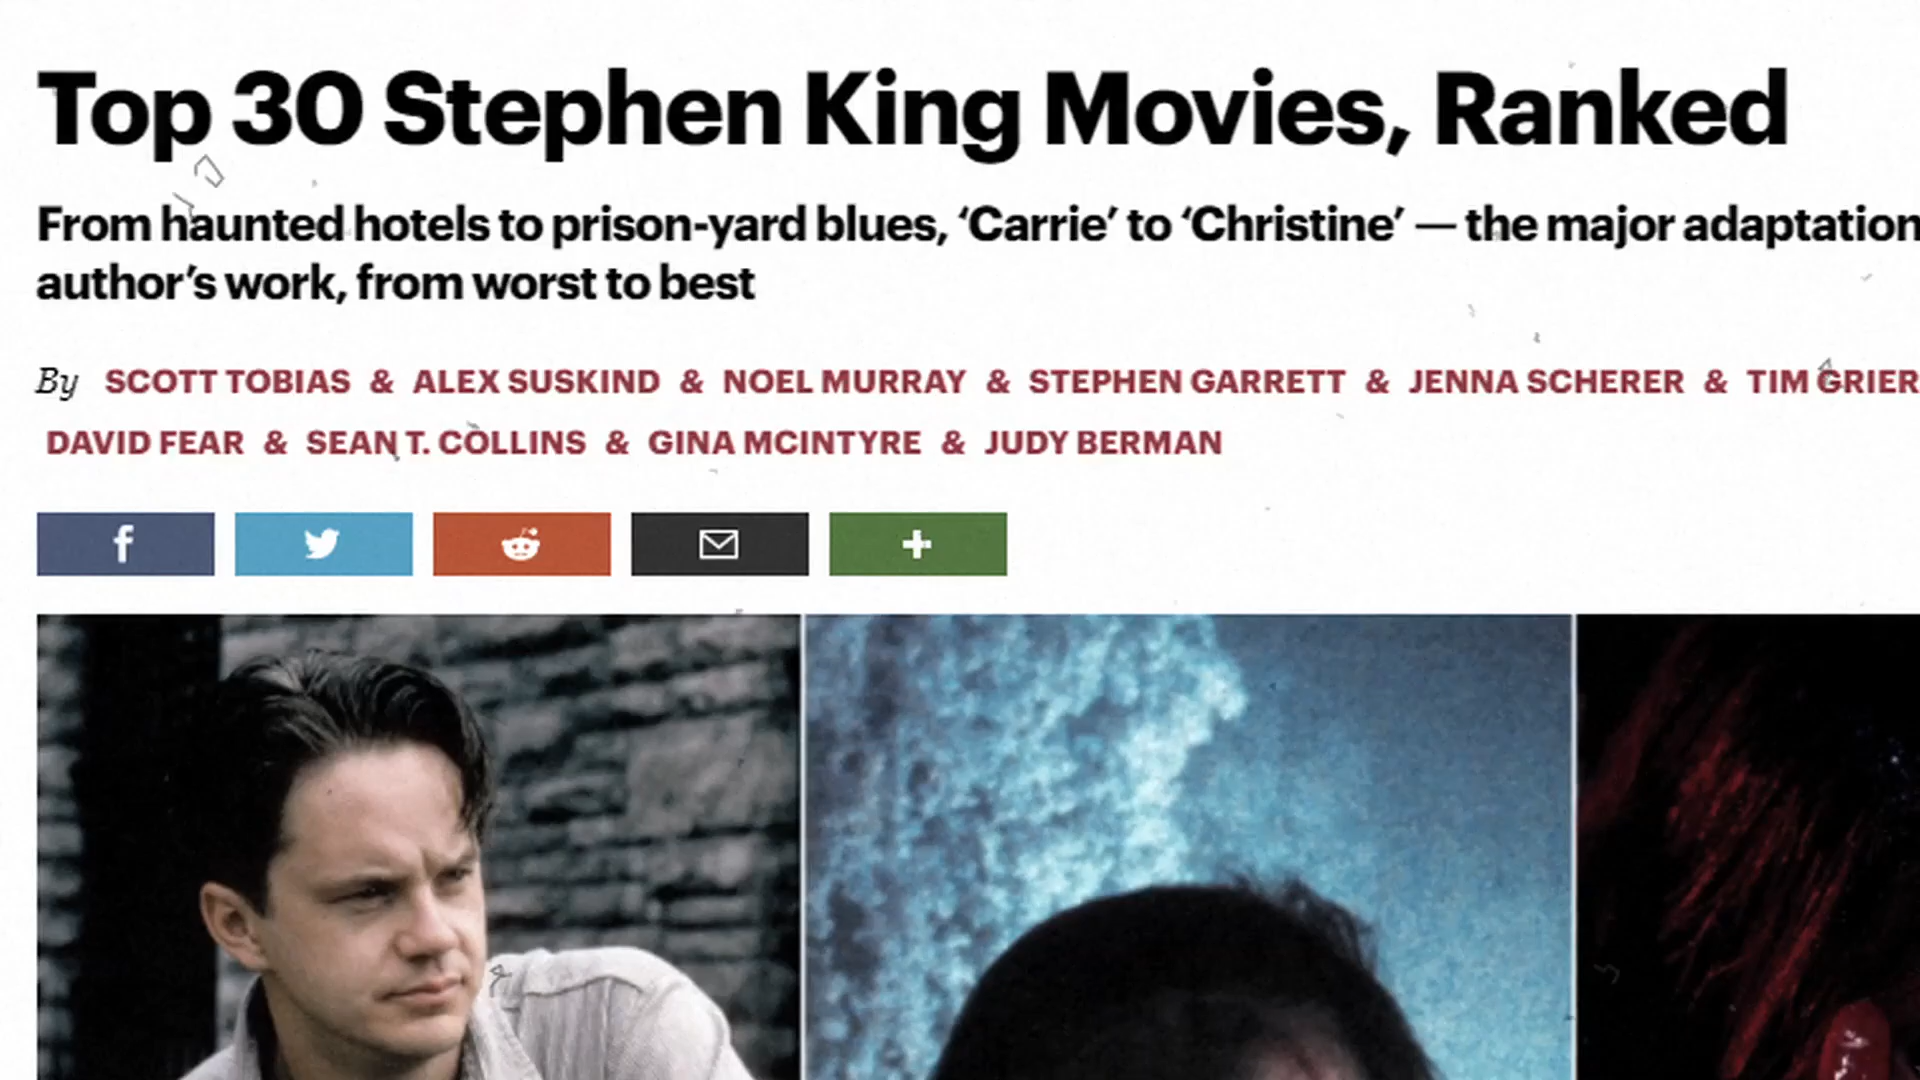 Top 30 Stephen King Movies, Ranked
From haunted hotels to prison-yard blues, ‘Carrie’ to ‘Christine’ — the major adaptation
author’s work, from worst to best
By SCOTT TOBIAS & ALEX SUSKIND & NOEL MURRAY & STEPHEN GARRETT & JENNA SCHERER & TIM GRIER
DAVID FEAR & SEAN T. COLLINS & GINA MCINTYRE & JUDY BERMAN